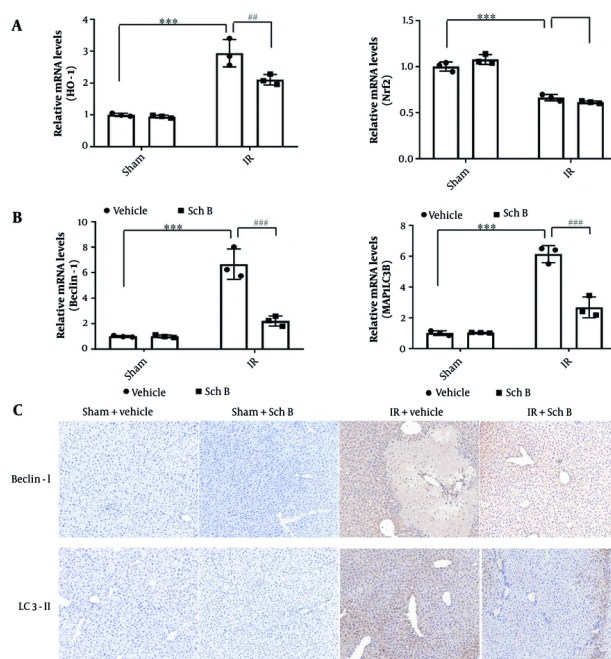 A
Relative mRNA levels
(HO-1)
4
3
2
1
0
***
##
Sham
IR
Relative mRNA levels
(Nrf2)
1.5
1.0
0.5
0.0
***
Sham
IR
Vehicle
Sch B
B
Relative mRNA levels
(Beclin-1)
10
8
6
4
2
0
***
###
Sham
IR
Relative mRNA levels
(MAP1LC3B)
8
6
4
2
0
***
###
Sham
IR
Vehicle
Sch B
Vehicle
Sch B
C
Sham + vehicle
Sham + Sch B
IR + vehicle
IR + Sch B
Beclin - 1
LC 3 - II